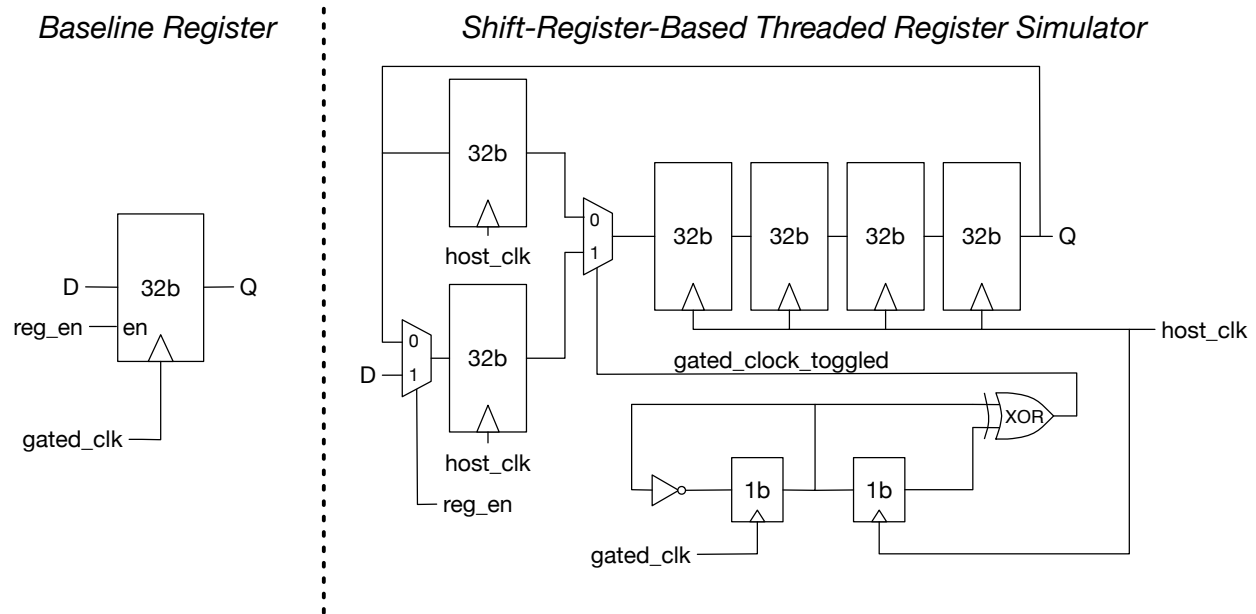 Baseline Register
Shift-Register-Based Threaded Register Simulator
D
32b
Q
reg_en
en
gated_clk
32b
host_clk
0
1
32b
32b
32b
32b
Q
host_clk
0
D
1
32b
host_clk
reg_en
gated_clock_toggled
XOR
1b
1b
gated_clk